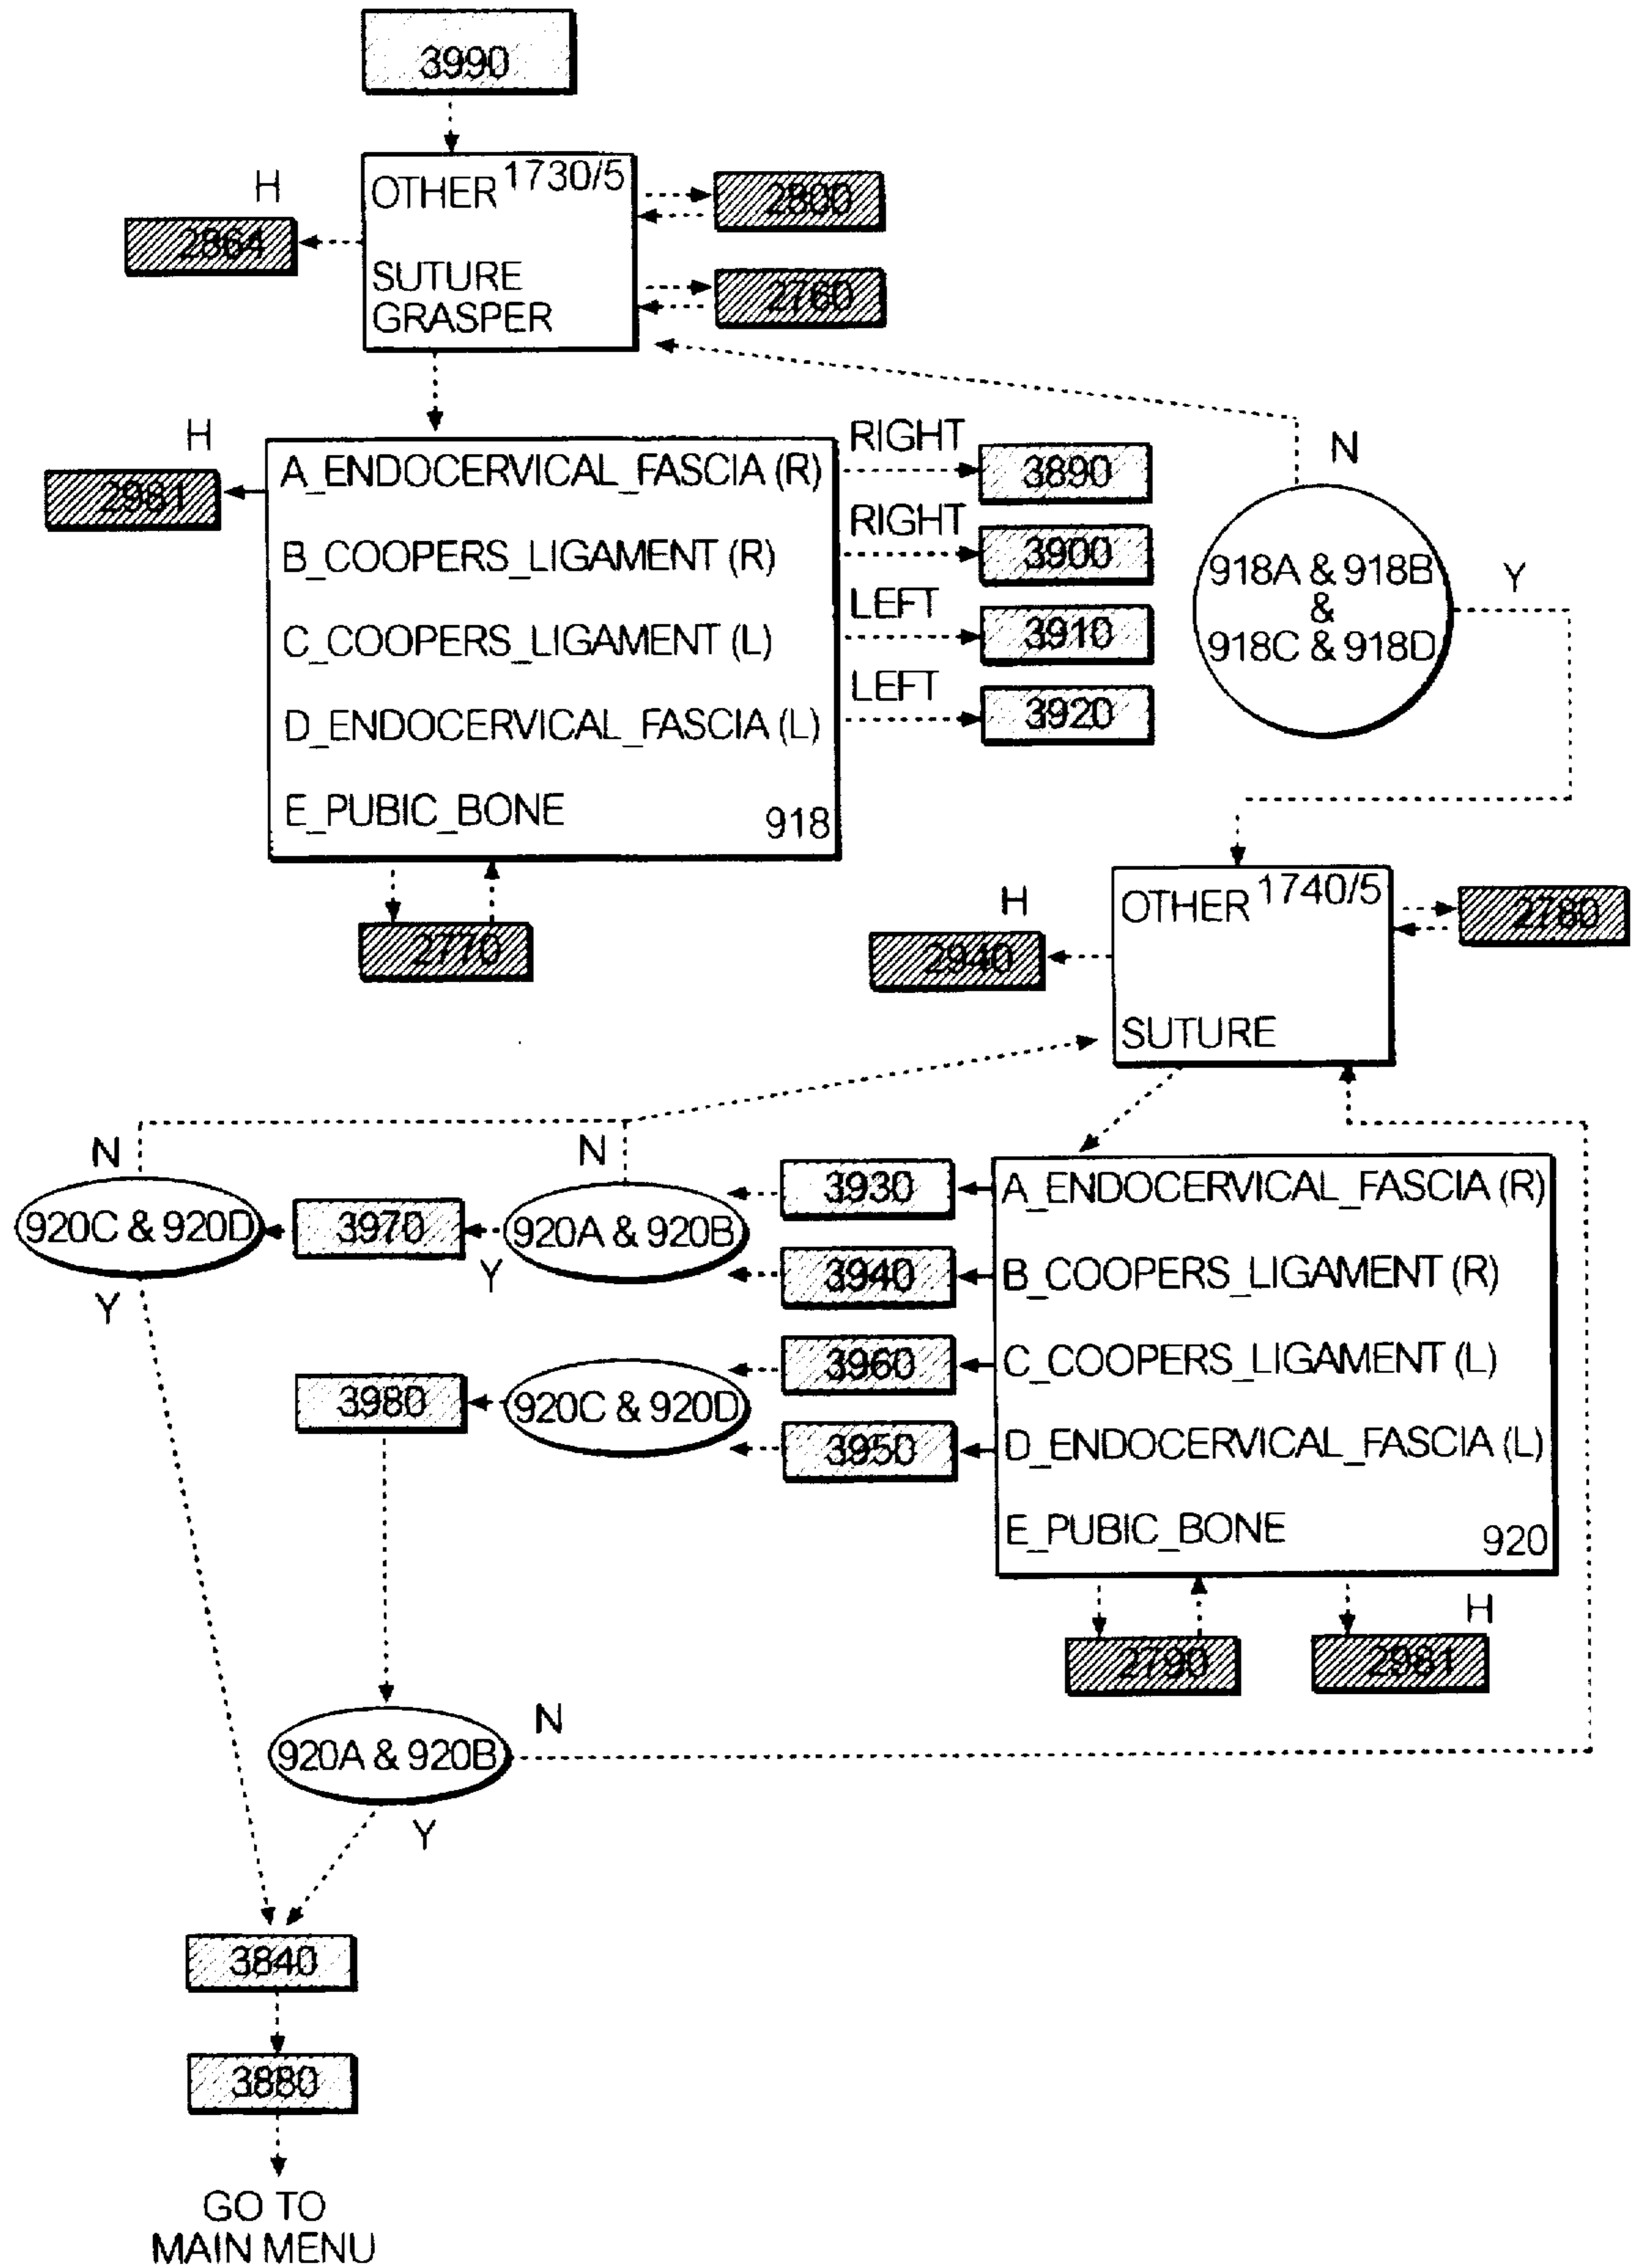 3990
H
OTHER 1730/5
2800
2864
SUTURE
GRASPER
2760
H
A_ENDOCERVICAL_FASCIA (R)
RIGHT
3890
2981
B_COOPERS_LIGAMENT (R)
RIGHT
3900
C_COOPERS_LIGAMENT (L)
LEFT
3910
D_ENDOCERVICAL_FASCIA (L)
LEFT
3920
E_PUBIC_BONE
918
2770
N
918A & 918B
&
918C & 918D
Y
H
OTHER 1740/5
2940
SUTURE
N
N
920C & 920D
3970
920A & 920B
3930
A_ENDOCERVICAL_FASCIA (R)
Y
Y
3940
B_COOPERS_LIGAMENT (R)
3980
920C & 920D
3960
C_COOPERS_LIGAMENT (L)
3950
D_ENDOCERVICAL_FASCIA (L)
E_PUBIC_BONE
920
2790
H
2981
920A & 920B
N
Y
3840
3880
GO TO
MAIN MENU